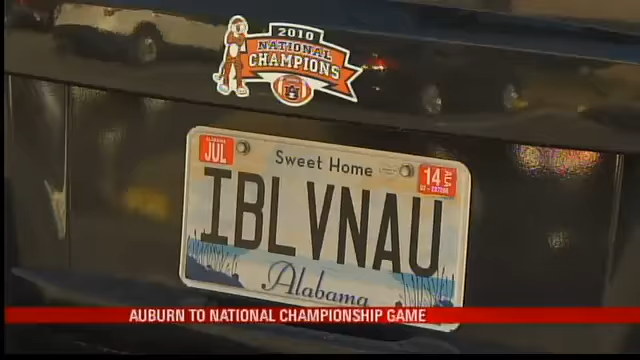 2010
NATIONAL
CHAMPIONS
JUL
Sweet Home
14
IBLVNAU
Alabama
AUBURN TO NATIONAL CHAMPIONSHIP GAME